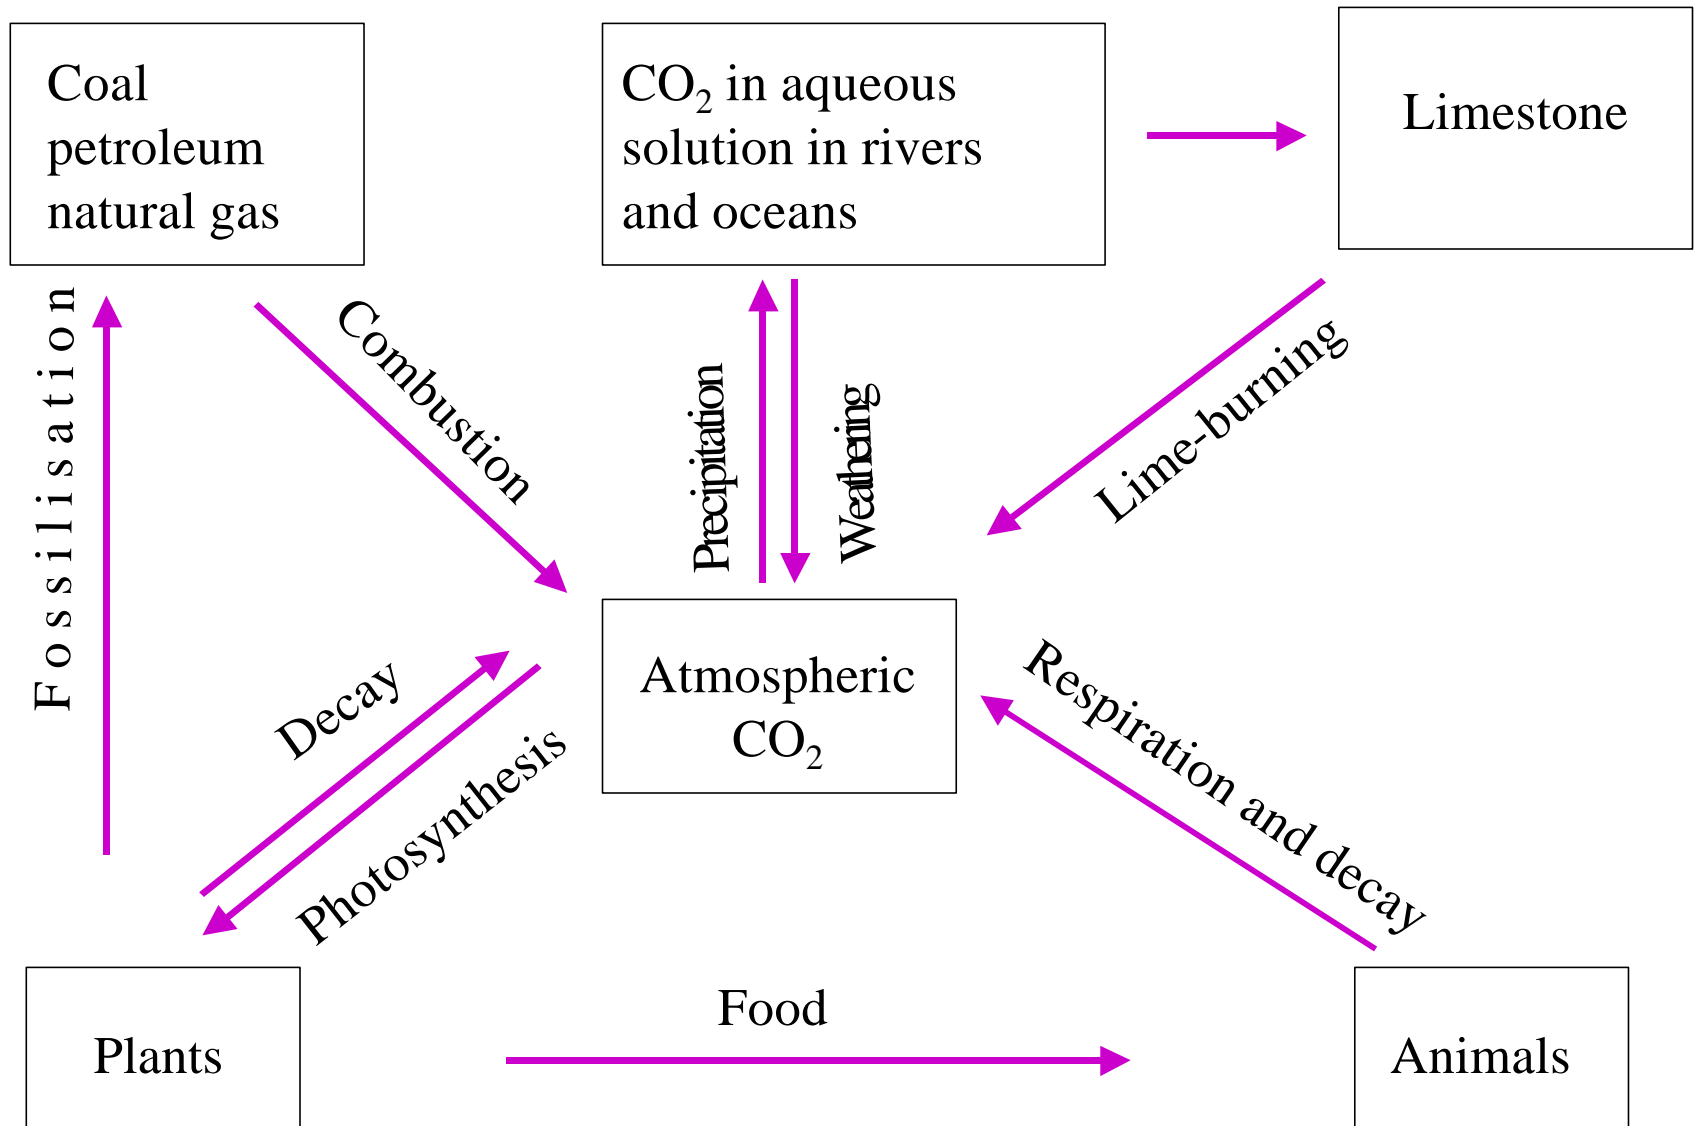 Coal
petroleum
natural gas
CO₂ in aqueous
solution in rivers
and oceans
Limestone
Fossilisation
Combustion
Precipitation
Weathering
Lime-burning
Decay
Photosynthesis
Atmospheric
CO₂
Respiration and decay
Food
Plants
Animals